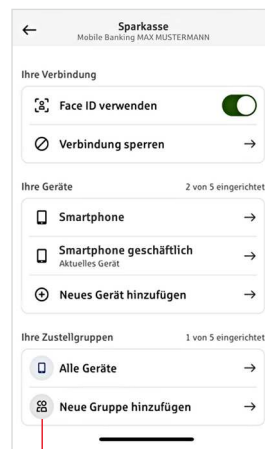 Sparkasse
Mobile Banking MAX MUSTERMANN
Ihre Verbindung
Face ID verwenden
Verbindung sperren
Ihre Geräte 2 von 5 eingerichtet
Smartphone
Smartphone geschäftlich
Aktuelles Gerät
Neues Gerät hinzufügen
Ihre Zustellgruppen 1 von 5 eingerichtet
Alle Geräte
Neue Gruppe hinzufügen